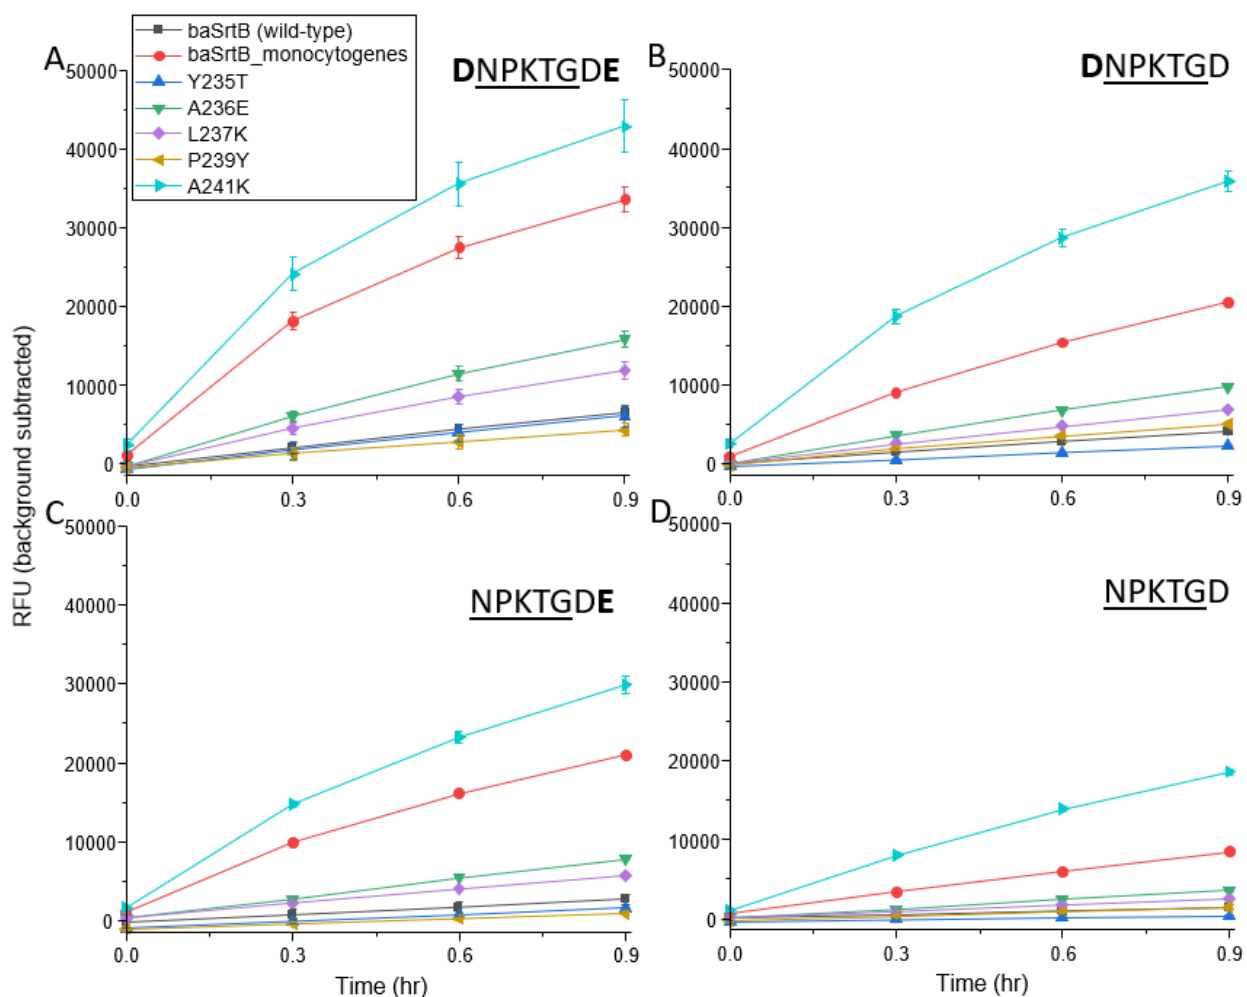 baSrtB (wild-type)
baSrtB_monocytogenes
Y235T
A236E
L237K
P239Y
A241K
A
DNPKTGDE
50000
40000
30000
20000
10000
0
0.0 0.3 0.6 0.9
B
DNPKTGD
50000
40000
30000
20000
10000
0
0.0 0.3 0.6 0.9
RFU (background subtracted)
C
NPKTGDE
50000
40000
30000
20000
10000
0
0.0 0.3 0.6 0.9
Time (hr)
D
NPKTGD
50000
40000
30000
20000
10000
0
0.0 0.3 0.6 0.9
Time (hr)